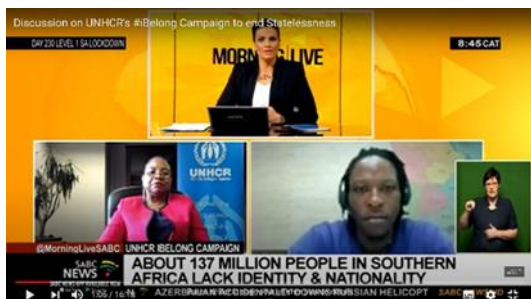 Discussion on UNHCR's #iBelong Campaign to end Statelessness
DAY 230 LEVEL 1 SA LOCKDOWN
8:45 CAT
MORNING LIVE
UNHCR
@MorningLiveSABC UNHCR IBELONG CAMPAIGN
SABC
NEWS
ABOUT 137 MILLION PEOPLE IN SOUTHERN
AFRICA LACK IDENTITY & NATIONALITY
AZERBAIJAN ACCIDENTALLY DOWNS RUSSIAN HELICOPT